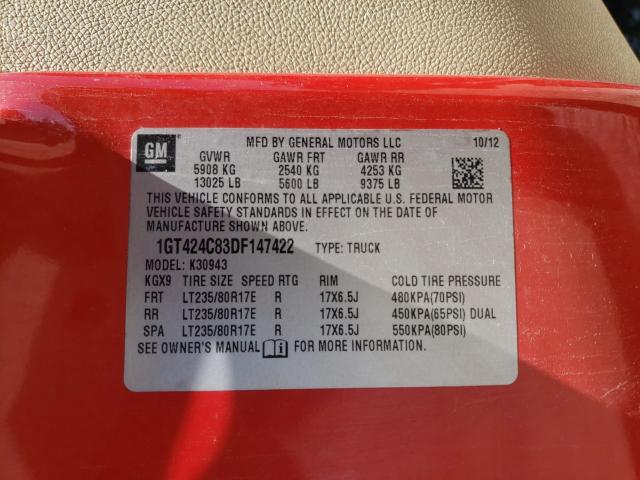 GM ® MFD BY GENERAL MOTORS LLC 10/12
GVWR GAWR FRT GAWR RR
5908 KG 2540 KG 4253 KG
13025 LB 5600 LB 9375 LB
THIS VEHICLE CONFORMS TO ALL APPLICABLE U.S. FEDERAL MOTOR
VEHICLE SAFETY STANDARDS IN EFFECT ON THE DATE OF
MANUFACTURE SHOWN ABOVE.
1GT424C83DF147422 TYPE: TRUCK
MODEL: K30943
KGX9 TIRE SIZE SPEED RTG RIM COLD TIRE PRESSURE
FRT LT235/80R17E R 17X6.5J 480KPA(70PSI)
RR LT235/80R17E R 17X6.5J 450KPA(65PSI) DUAL
SPA LT235/80R17E R 17X6.5J 550KPA(80PSI)
SEE OWNER'S MANUAL i FOR MORE INFORMATION.